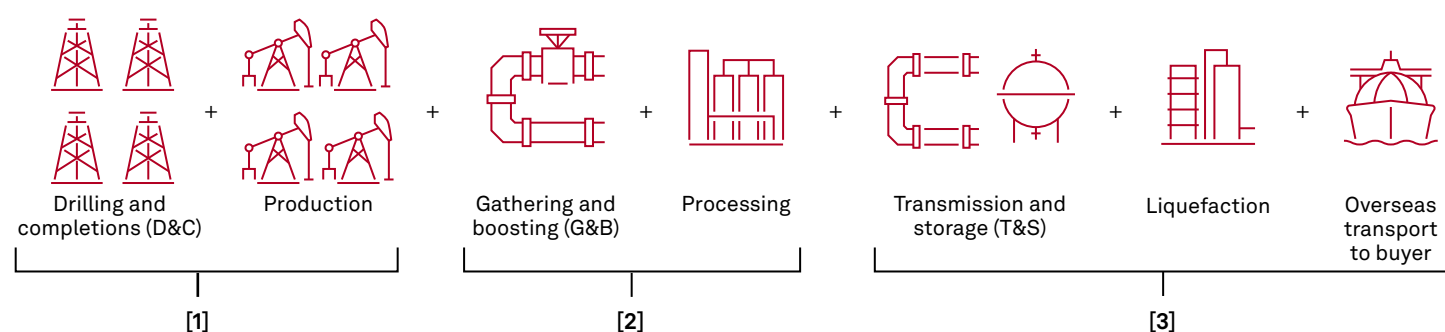 +
+
+
+
+
+
Drilling and
completions (D&C)
Production
Gathering and
boosting (G&B)
Processing
Transmission and
storage (T&S)
Liquefaction
Overseas
transport
to buyer
[1]
[2]
[3]